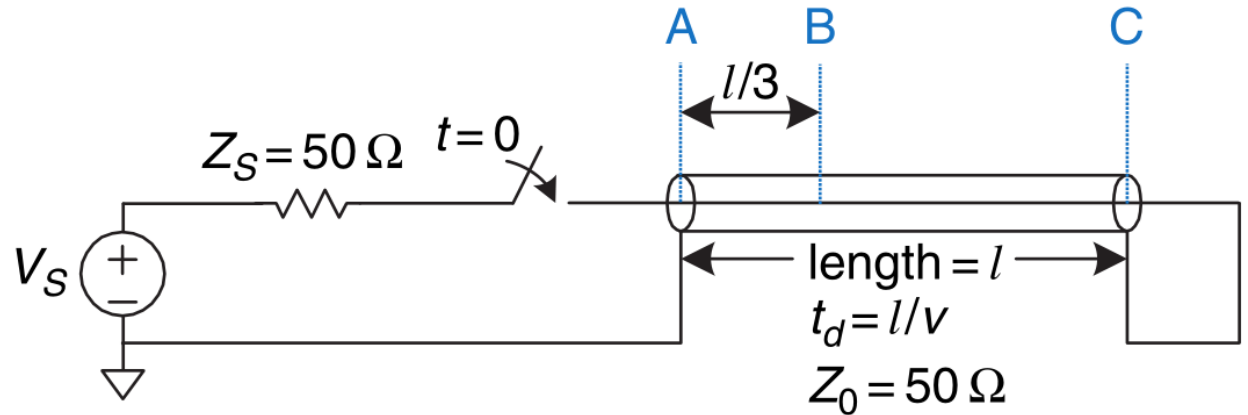 A
B
C
l/3
Z_S = 50 Ω
t = 0
V_S
+
−
length = l
t_d = l/v
Z_0 = 50 Ω